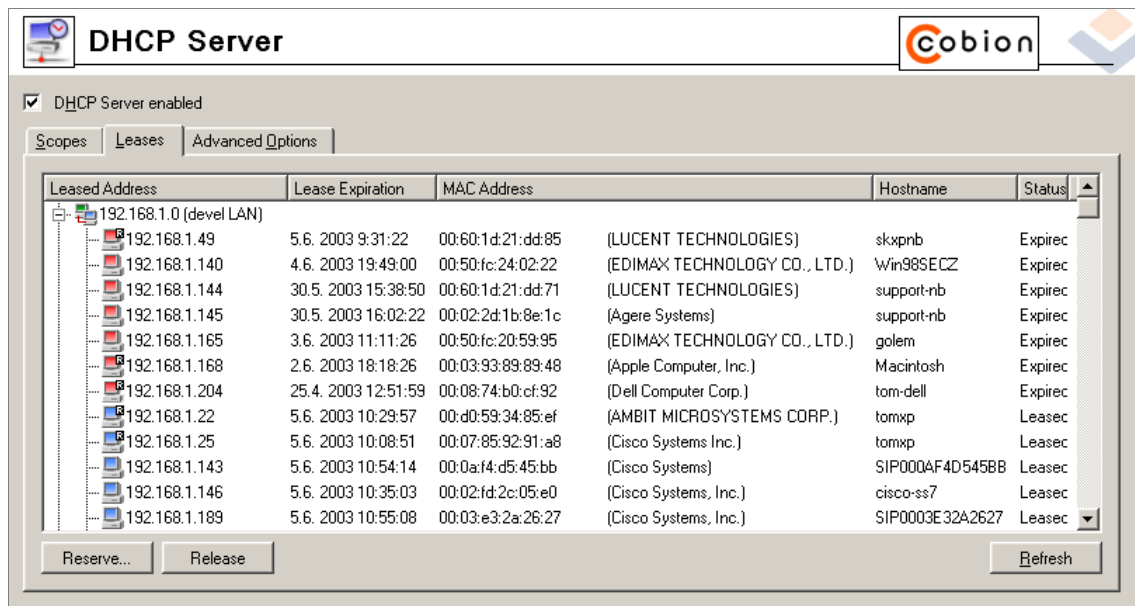 DHCP Server
cobion
DHCP Server enabled
Scopes Leases Advanced Options
Leased Address Lease Expiration MAC Address Hostname Status
192.168.1.0 (devel LAN)
R 192.168.1.49 5.6. 2003 9:31:22 00:60:1d:21:dd:85 (LUCENT TECHNOLOGIES) skxpnb Expirec
192.168.1.140 4.6. 2003 19:49:00 00:50:fc:24:02:22 (EDIMAX TECHNOLOGY CO., LTD.) Win98SECZ Expirec
192.168.1.144 30.5. 2003 15:38:50 00:60:1d:21:dd:71 (LUCENT TECHNOLOGIES) support-nb Expirec
192.168.1.145 30.5. 2003 16:02:22 00:02:2d:1b:8e:1c (Agere Systems) support-nb Expirec
192.168.1.165 3.6. 2003 11:11:26 00:50:fc:20:59:95 (EDIMAX TECHNOLOGY CO., LTD.) golem Expirec
R 192.168.1.168 2.6. 2003 18:18:26 00:03:93:89:89:48 (Apple Computer, Inc.) Macintosh Expirec
R 192.168.1.204 25.4. 2003 12:51:59 00:08:74:b0:cf:92 (Dell Computer Corp.) tom-dell Expirec
R 192.168.1.22 5.6. 2003 10:29:57 00:d0:59:34:85:ef (AMBIT MICROSYSTEMS CORP.) tomxp Leasec
R 192.168.1.25 5.6. 2003 10:08:51 00:07:85:92:91:a8 (Cisco Systems Inc.) tomxp Leasec
192.168.1.143 5.6. 2003 10:54:14 00:0a:f4:d5:45:bb (Cisco Systems) SIP000AF4D545BB Leasec
192.168.1.146 5.6. 2003 10:35:03 00:02:fd:2c:05:e0 (Cisco Systems, Inc.) cisco-ss7 Leasec
192.168.1.189 5.6. 2003 10:55:08 00:03:e3:2a:26:27 (Cisco Systems, Inc.) SIP0003E32A2627 Leasec
Reserve... Release Refresh